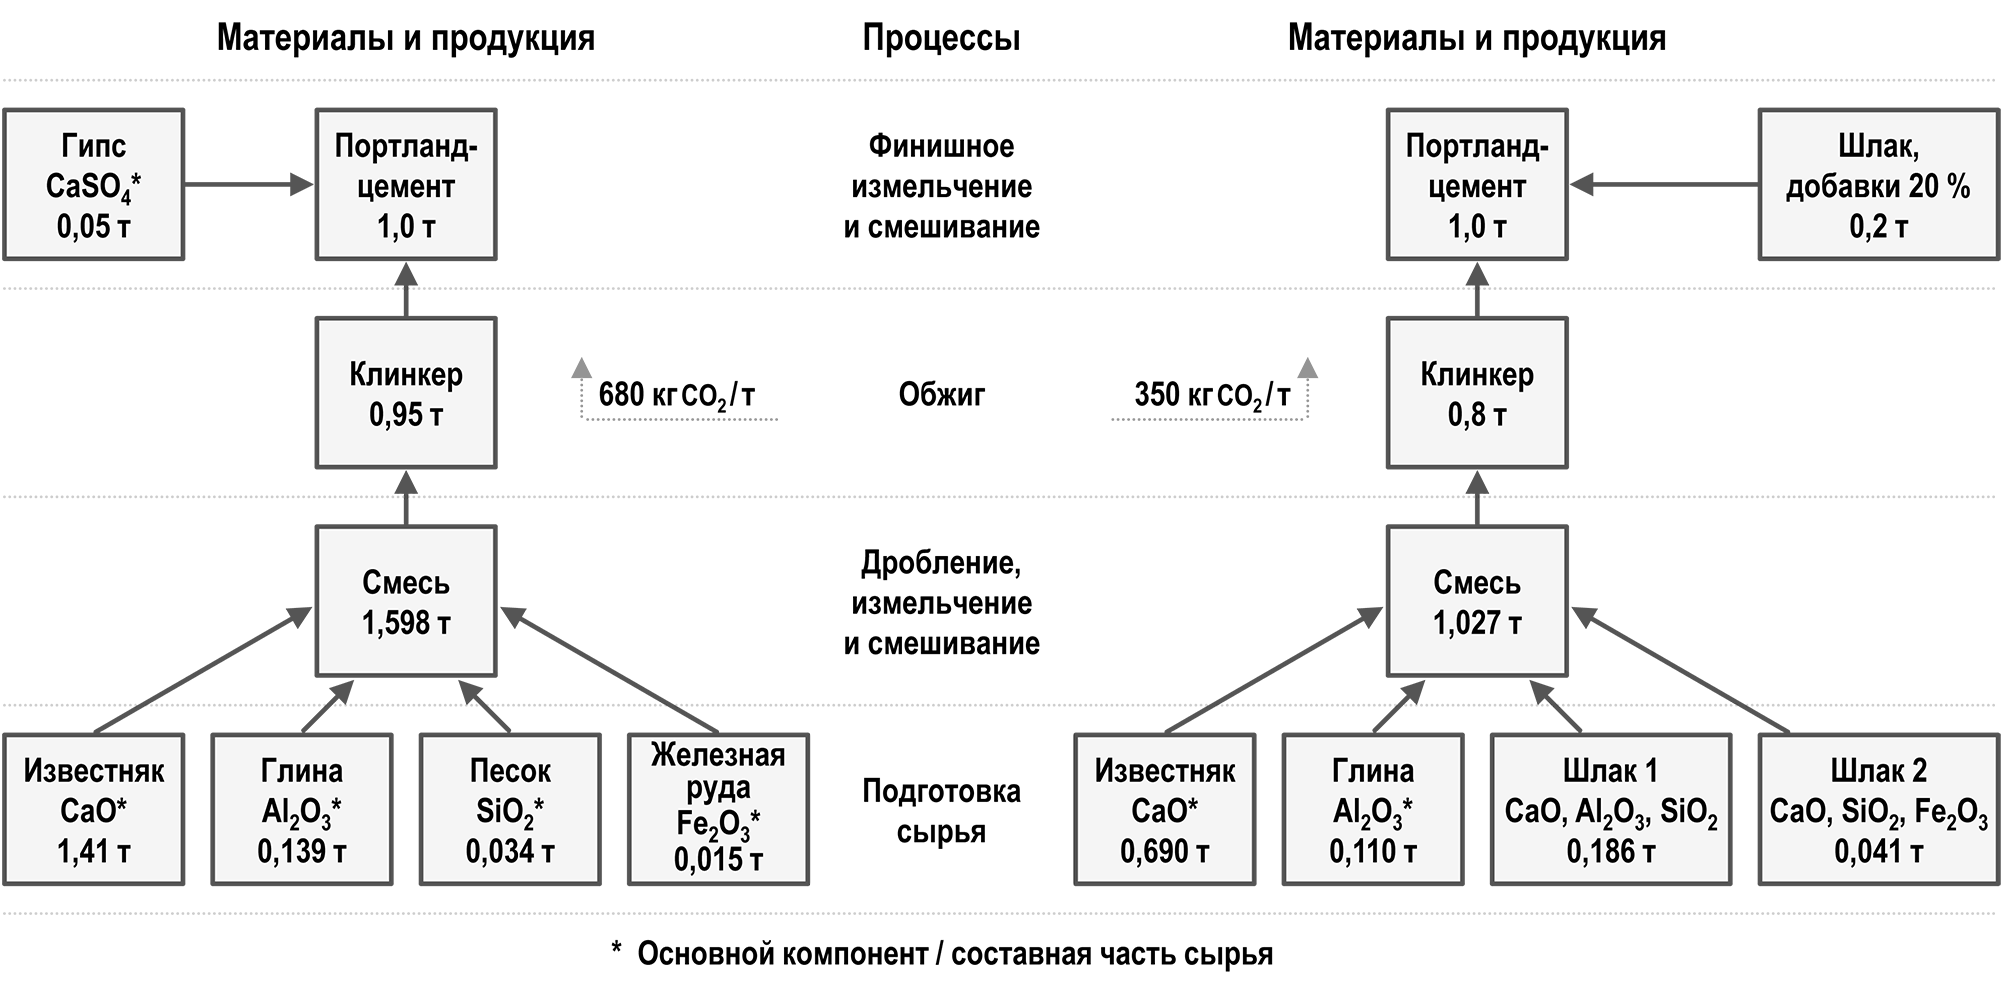 Материалы и продукция
Процессы
Материалы и продукция
Гипс
CaSO₄*
0,05 т
Портланд-
цемент
1,0 т
Финишное
измельчение
и смешивание
Портланд-
цемент
1,0 т
Шлак,
добавки 20 %
0,2 т
Клинкер
0,95 т
680 кг CO₂ / т
Обжиг
350 кг CO₂ / т
Клинкер
0,8 т
Смесь
1,598 т
Дробление,
измельчение
и смешивание
Смесь
1,027 т
Известняк
CaO*
1,41 т
Глина
Al₂O₃*
0,139 т
Песок
SiO₂*
0,034 т
Железная
руда
Fe₂O₃*
0,015 т
Подготовка
сырья
Известняк
CaO*
0,690 т
Глина
Al₂O₃*
0,110 т
Шлак 1
CaO, Al₂O₃, SiO₂
0,186 т
Шлак 2
CaO, SiO₂, Fe₂O₃
0,041 т
* Основной компонент / составная часть сырья